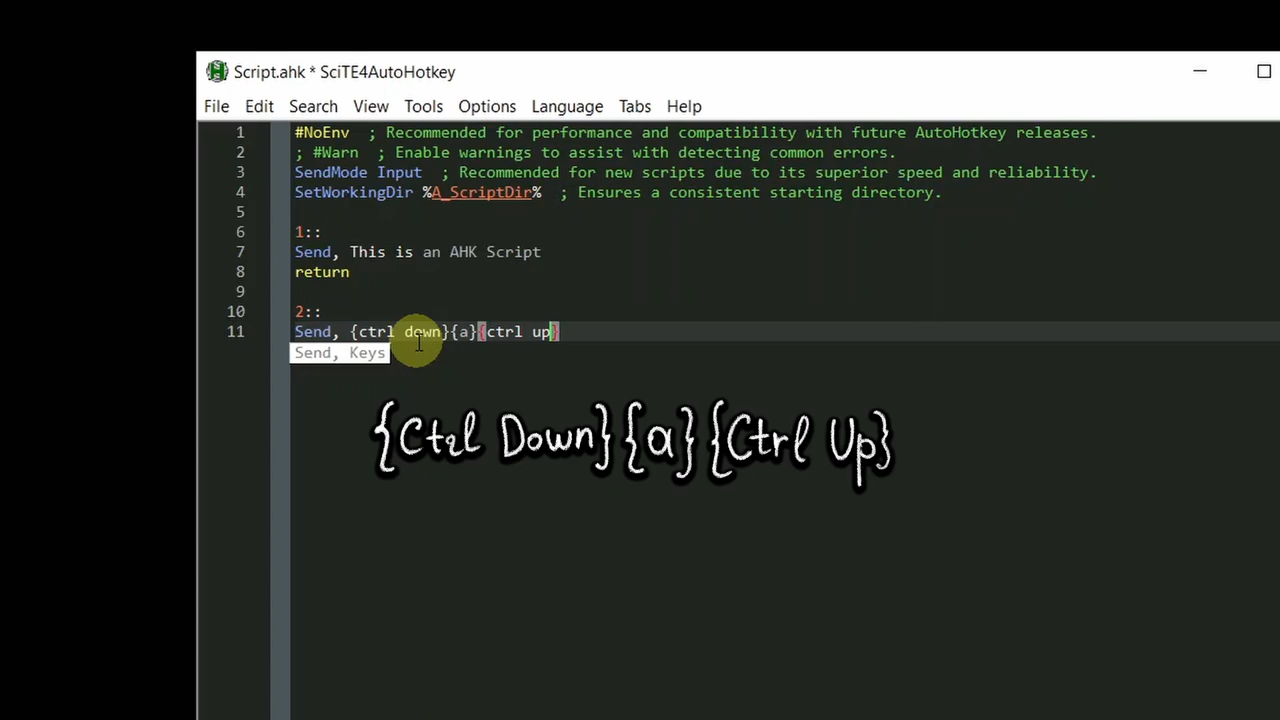 Script.ahk * SciTE4AutoHotkey
File Edit Search View Tools Options Language Tabs Help
1 #NoEnv  ; Recommended for performance and compatibility with future AutoHotkey releases.
2 ; #Warn  ; Enable warnings to assist with detecting common errors.
3 SendMode Input  ; Recommended for new scripts due to its superior speed and reliability.
4 SetWorkingDir %A_ScriptDir%  ; Ensures a consistent starting directory.
5
6 1::
7 Send, This is an AHK Script
8 return
9
10 2::
11 Send, {ctrl down}{a}{ctrl up}
Send, Keys
{Ctrl Down}{a}{Ctrl Up}